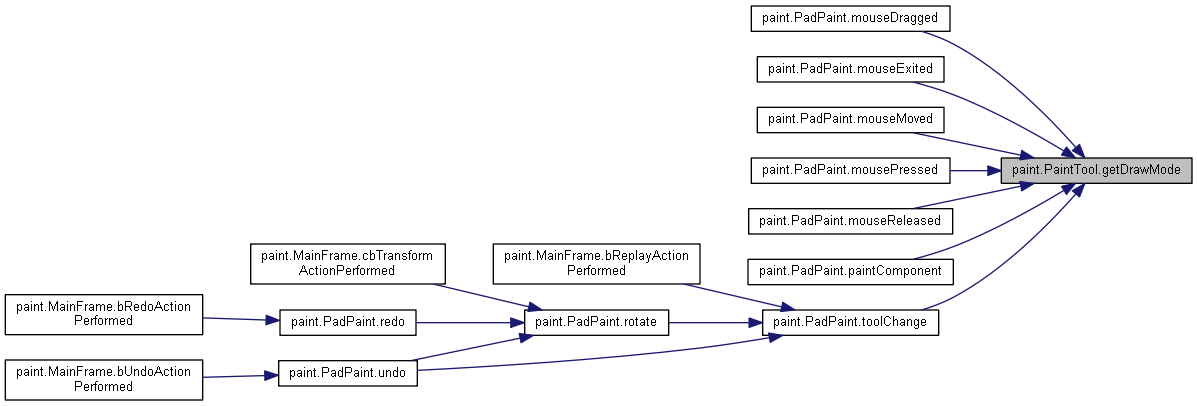 paint.PadPaint.mouseDragged
paint.PadPaint.mouseExited
paint.PadPaint.mouseMoved
paint.PadPaint.mousePressed
paint.PaintTool.getDrawMode
paint.PadPaint.mouseReleased
paint.PadPaint.paintComponent
paint.MainFrame.cbTransform
ActionPerformed
paint.MainFrame.bReplayAction
Performed
paint.MainFrame.bRedoAction
Performed
paint.PadPaint.redo
paint.PadPaint.rotate
paint.PadPaint.toolChange
paint.MainFrame.bUndoAction
Performed
paint.PadPaint.undo